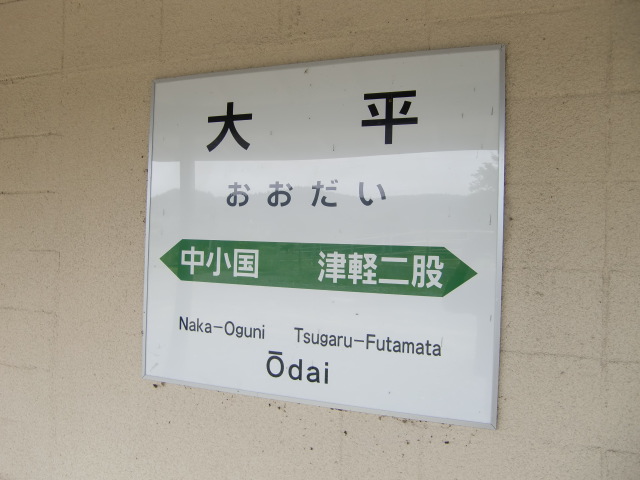 大 平
おおだい
中小国 津軽二股
Naka-Oguni Tsugaru-Futamata
Ōdai